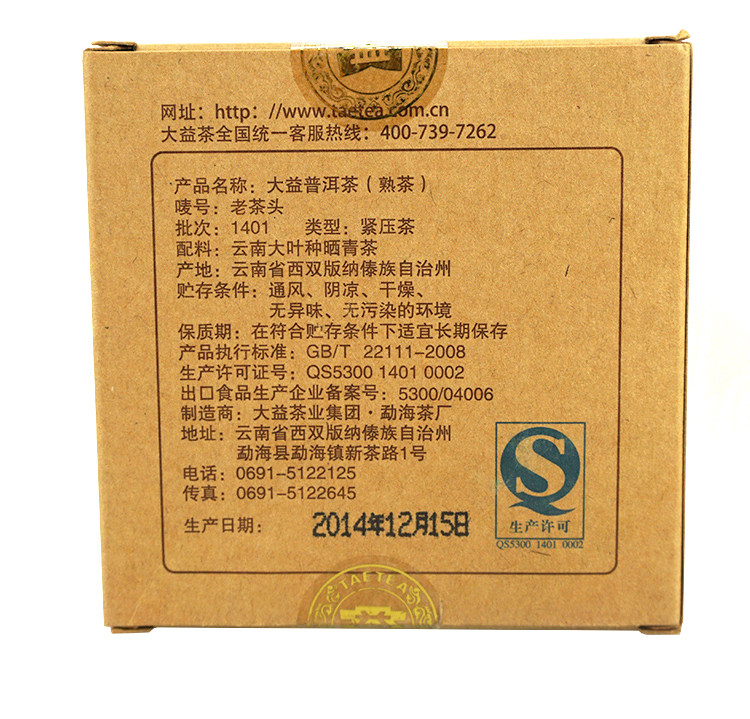 网址：http：//www.taetea.com.cn
大益茶全国统一客服热线：400-739-7262
产品名称：大益普洱茶（熟茶）
唛号：老茶头
批次：1401 类型：紧压茶
配料：云南大叶种晒青茶
产地：云南省西双版纳傣族自治州
贮存条件：通风、阴凉、干燥、
无异味、无污染的环境
保质期：在符合贮存条件下适宜长期保存
产品执行标准：GB/T 22111-2008
生产许可证号：QS5300 1401 0002
出口食品生产企业备案号：5300/04006
制造商：大益茶业集团·勐海茶厂
地址：云南省西双版纳傣族自治州
勐海县勐海镇新茶路1号
电话：0691-5122125
传真：0691-5122645
生产日期：2014年12月15日
QS
生产许可
QS5300 1401 0002
TAETEA